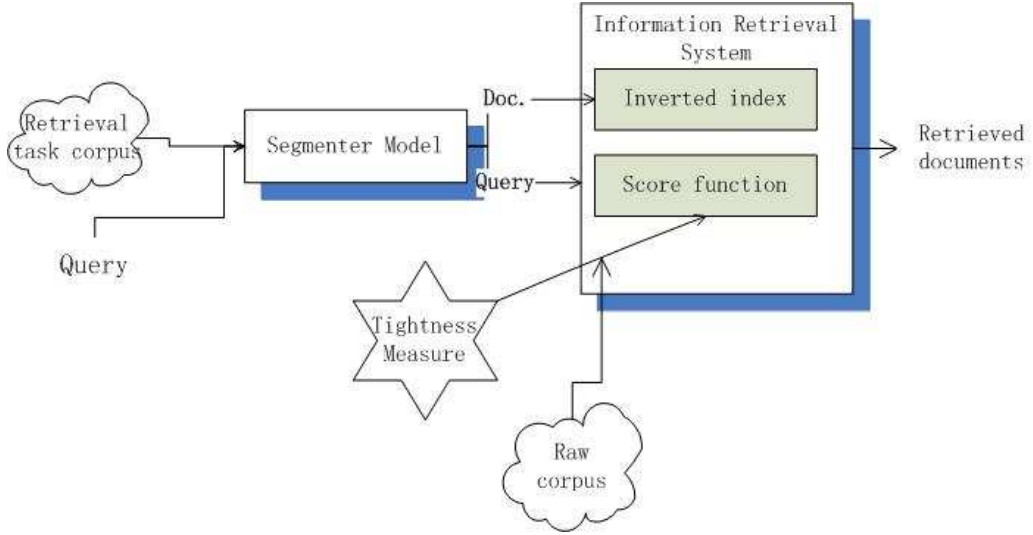 Information Retrieval
System
Doc.
Inverted index
Retrieval
task corpus
Segmenter Model
Retrieved
documents
Query
Score function
Query
Tightness
Measure
Raw
corpus